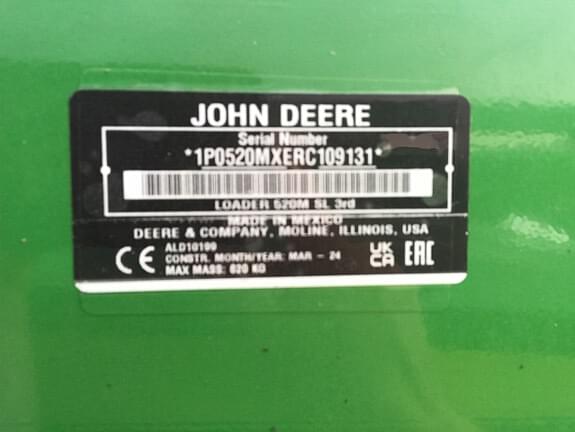 JOHN DEERE
Serial Number
*1P0520MXERC109131*
LOADER 520M SL 3rd
MADE IN MEXICO
DEERE & COMPANY, MOLINE, ILLINOIS, USA
ALD10199
CONSTR. MONTH/YEAR: MAR - 24
MAX MASS: 620 KG
CE
UK CA
EAC